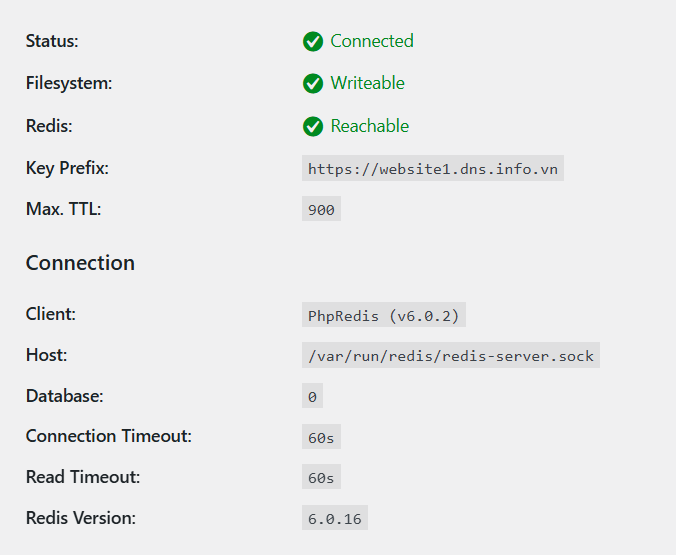 Status: Connected
Filesystem: Writeable
Redis: Reachable
Key Prefix: https://website1.dns.info.vn
Max. TTL: 900
Connection
Client: PhpRedis (v6.0.2)
Host: /var/run/redis/redis-server.sock
Database: 0
Connection Timeout: 60s
Read Timeout: 60s
Redis Version: 6.0.16